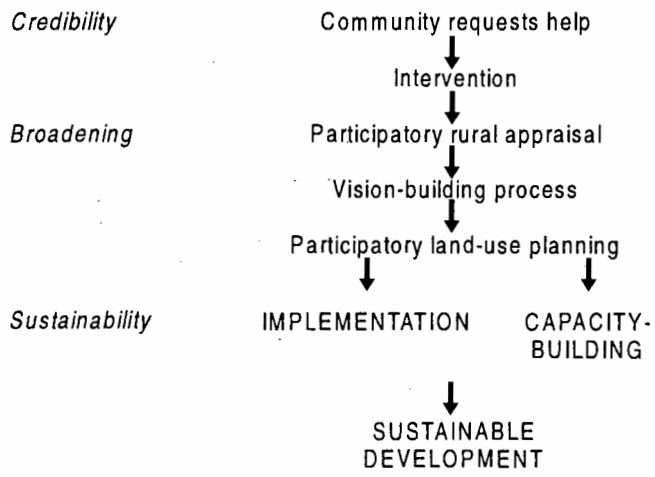 Credibility Community requests help
Intervention
Broadening Participatory rural appraisal
Vision-building process
Participatory land-use planning
Sustainability IMPLEMENTATION CAPACITY-
BUILDING
SUSTAINABLE
DEVELOPMENT